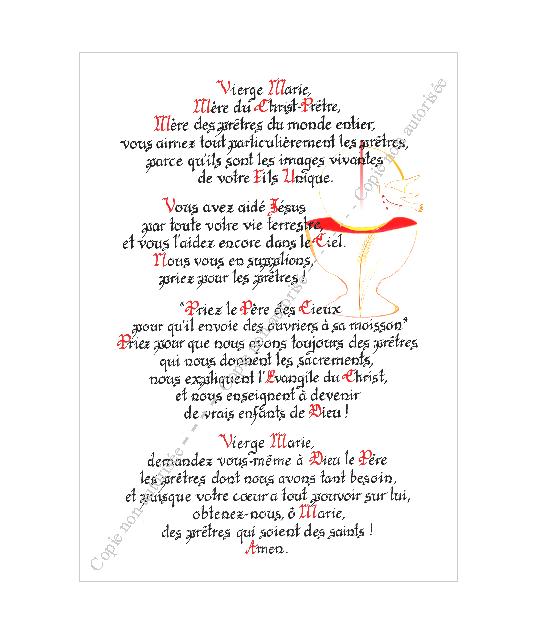 Vierge Marie,
Mère du Christ-Prêtre,
Mère des prêtres du monde entier,
vous aimez tout particulièrement les prêtres,
parce qu'ils sont les images vivantes
de votre Fils Unique.
Vous avez aidé Jésus
par toute votre vie terrestre,
et vous l'aidez encore dans le Ciel.
Nous vous en supplions,
priez pour les prêtres !
"Priez le Père des Cieux
pour qu'il envoie des ouvriers à sa moisson"
Priez pour que nous ayons toujours des prêtres
qui nous donnent les sacrements,
nous expliquent l'Evangile du Christ,
et nous enseignent à devenir
de vrais enfants de Dieu !
Vierge Marie,
demandez vous-même à Dieu le Père
les prêtres dont nous avons tant besoin,
et puisque votre cœur a tout pouvoir sur lui,
obtenez-nous, ô Marie,
des prêtres qui soient des saints !
Amen.
Copie non-autorisée - - - - Copie non-autorisée - - - - Copie non-autorisée